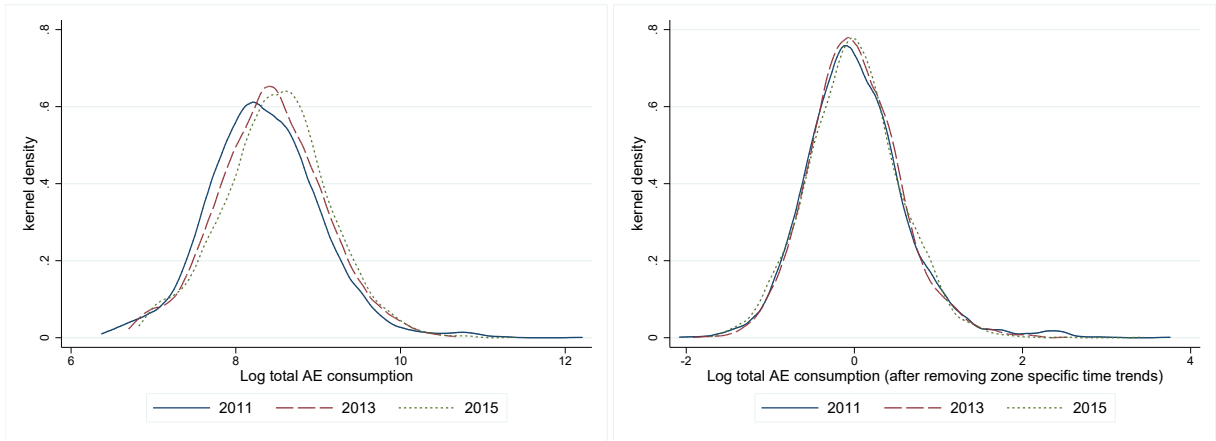 kernel density
.8
.6
.4
.2
0
6 8 10 12
Log total AE consumption
2011 2013 2015
kernel density
.8
.6
.4
.2
0
-2 0 2 4
Log total AE consumption (after removing zone specific time trends)
2011 2013 2015